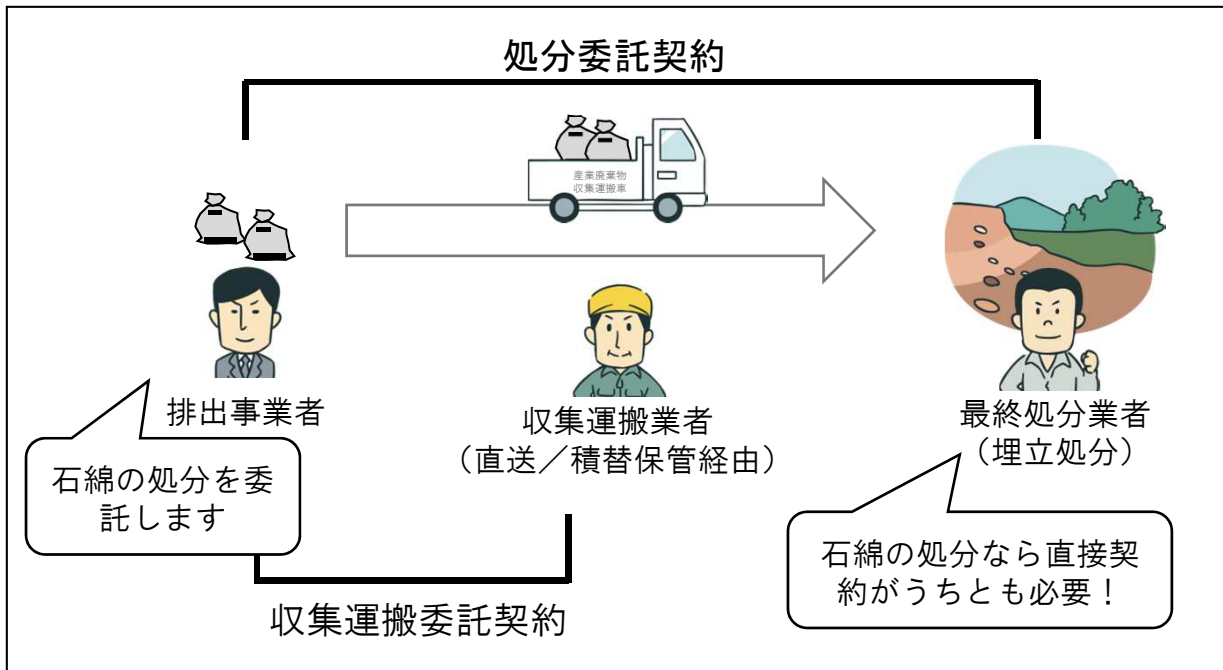 処分委託契約
産業廃棄物
収集運搬車
排出事業者
収集運搬業者
（直送／積替保管経由）
最終処分業者
（埋立処分）
石綿の処分を委
託します
石綿の処分なら直接契
約がうちとも必要！
収集運搬委託契約